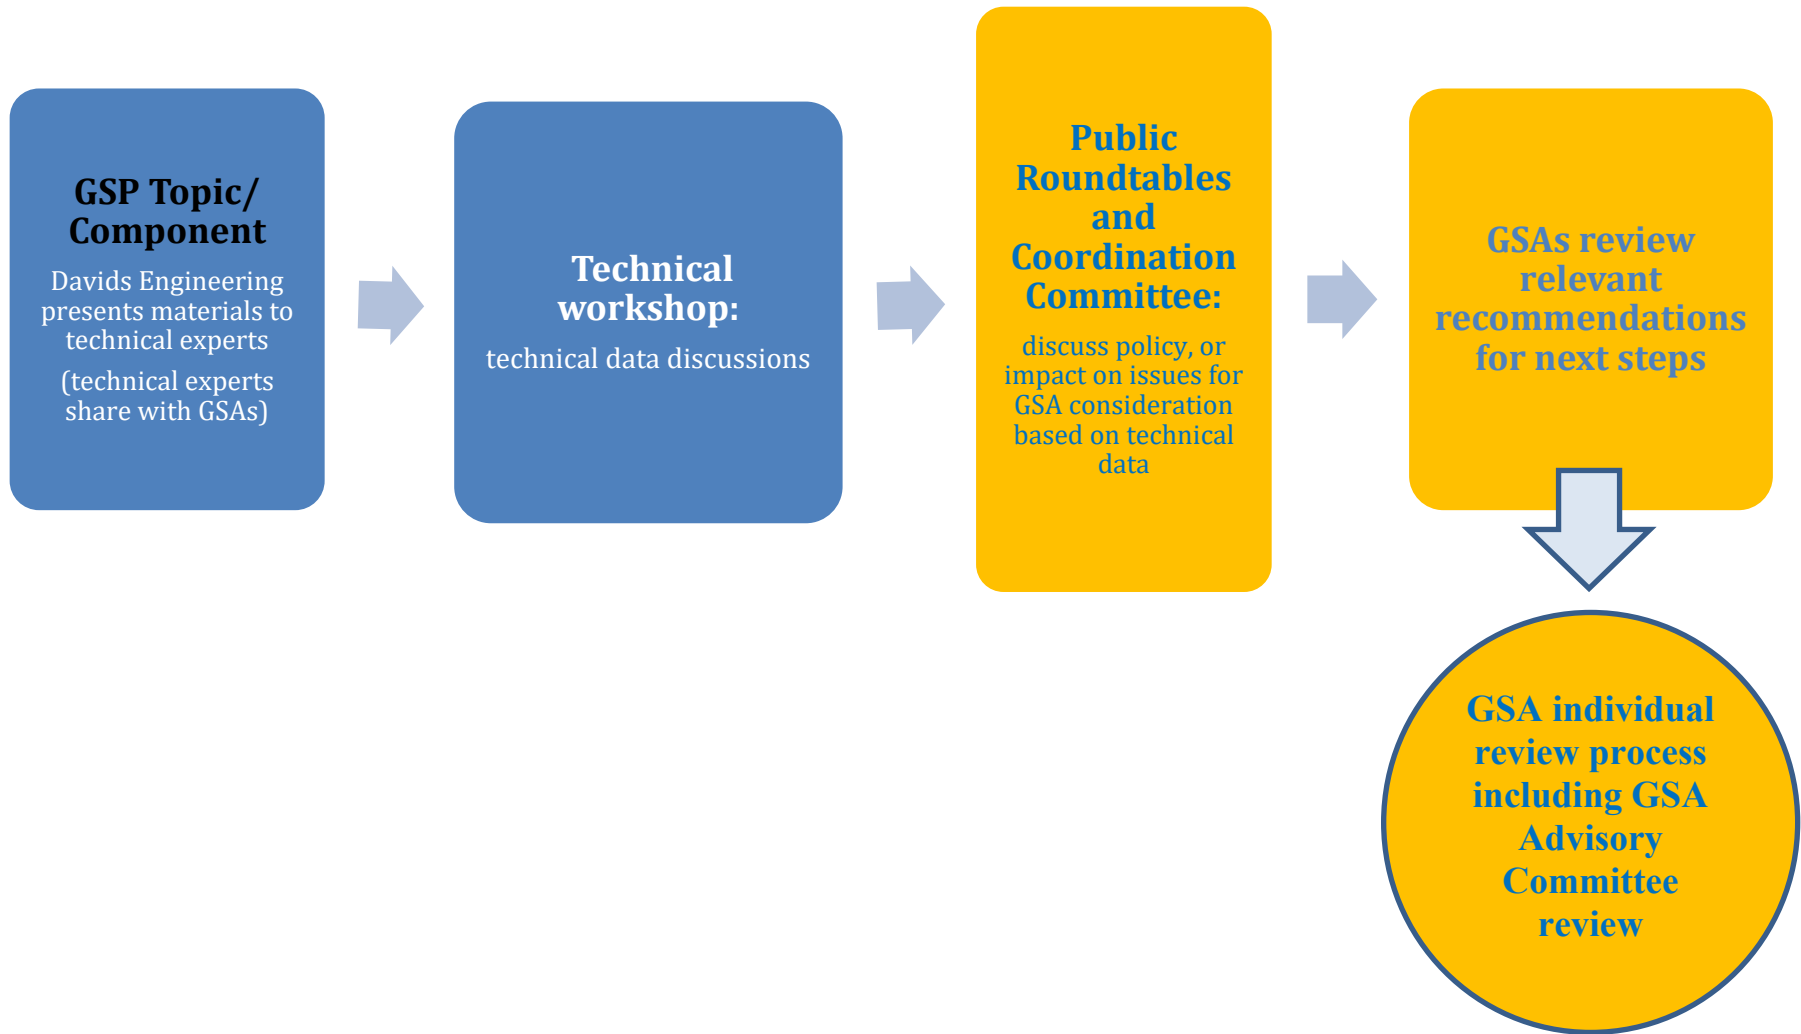 GSP Topic/
Component
Davids Engineering
presents materials to
technical experts
(technical experts
share with GSAs)
Technical
workshop:
technical data discussions
Public
Roundtables
and
Coordination
Committee:
discuss policy, or
impact on issues for
GSA consideration
based on technical
data
GSAs review
relevant
recommendations
for next steps
GSA individual
review process
including GSA
Advisory
Committee
review